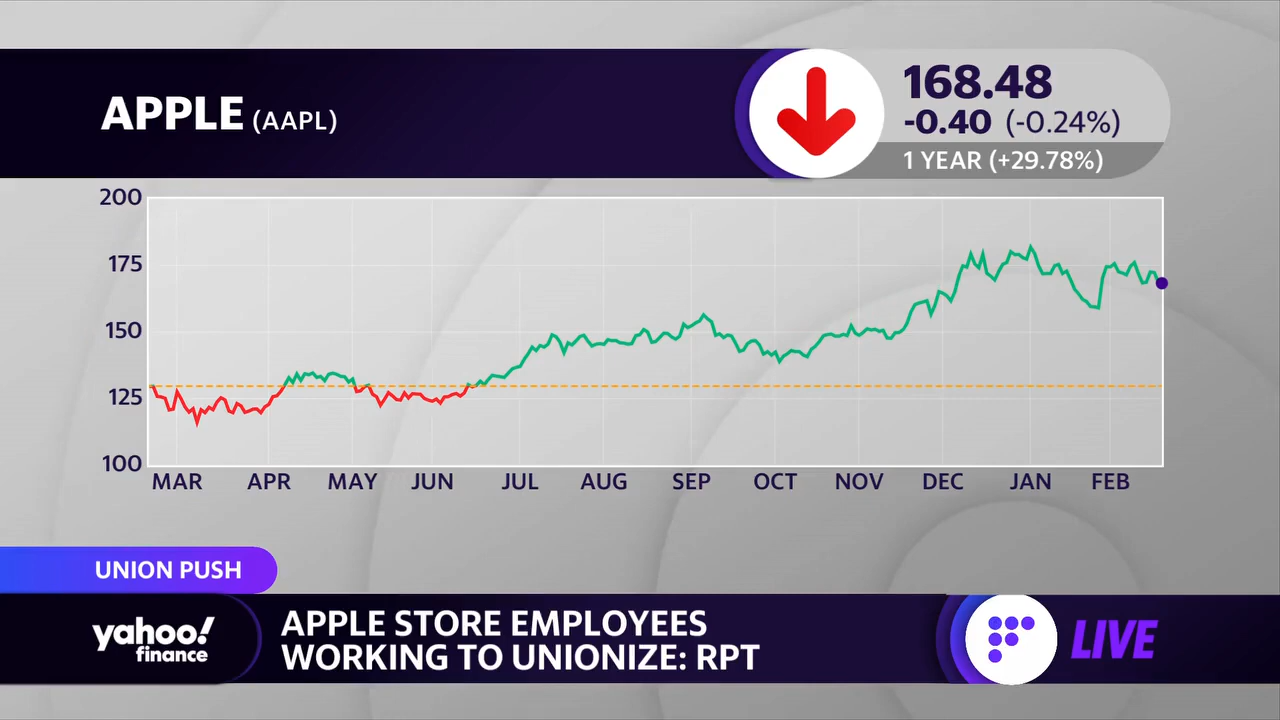 APPLE (AAPL)
168.48
-0.40 (-0.24%)
1 YEAR (+29.78%)
200
175
150
125
100
MAR APR MAY JUN JUL AUG SEP OCT NOV DEC JAN FEB
UNION PUSH
yahoo!
finance
APPLE STORE EMPLOYEES
WORKING TO UNIONIZE: RPT
LIVE